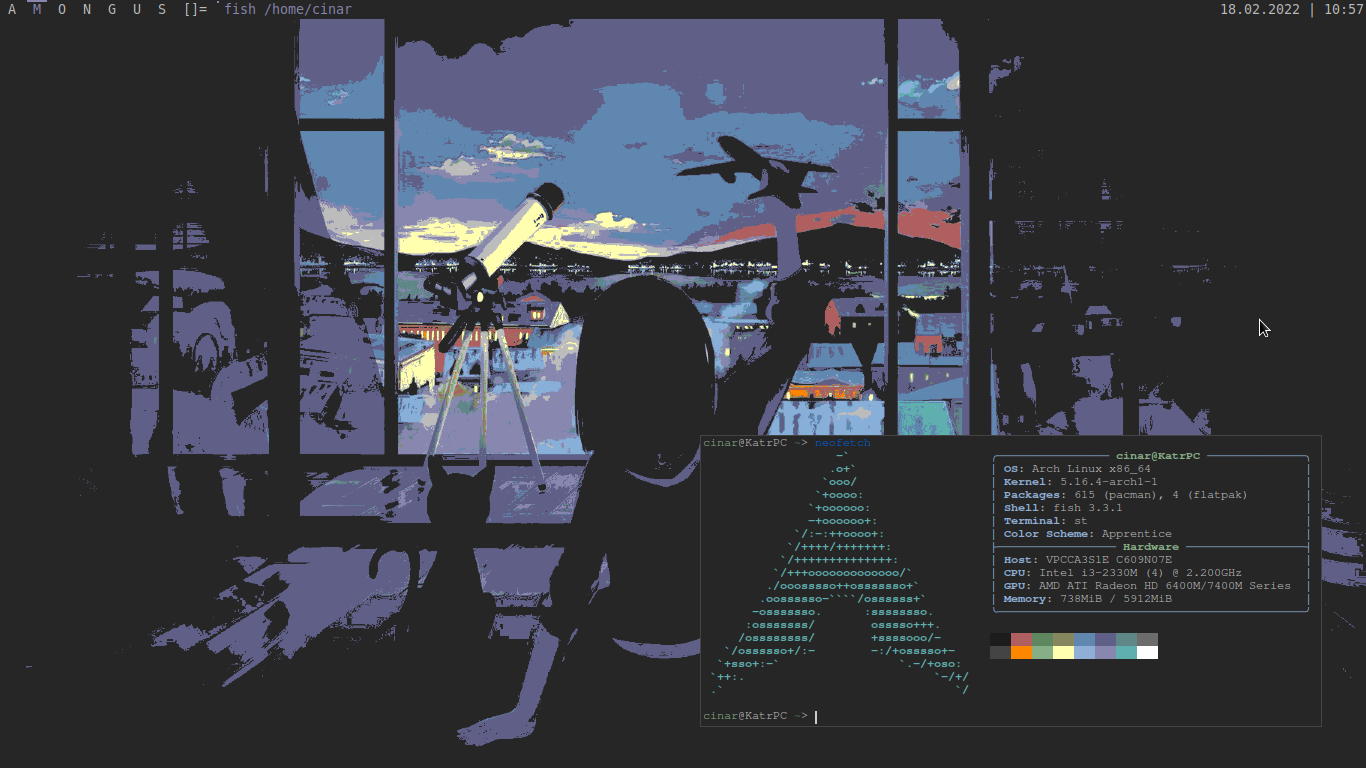 A M O N G U S []= fish /home/cinar
18.02.2022 | 10:57
cinar@KatrPC ~> neofetch
cinar@KatrPC
OS: Arch Linux x86_64
Kernel: 5.16.4-arch1-1
Packages: 615 (pacman), 4 (flatpak)
Shell: fish 3.3.1
Terminal: st
Color Scheme: Apprentice
Hardware
Host: VPCCA3S1E C609N07E
CPU: Intel i3-2330M (4) @ 2.200GHz
GPU: AMD ATI Radeon HD 6400M/7400M Series
Memory: 738MiB / 5912MiB
-`
.o+`
`ooo/
`+oooo:
`+oooooo:
-+oooooo+:
`/:-:++oooo+:
`/++++/+++++++:
`/++++++++++++++:
`/+++ooooooooooooo/`
./ooosssso++osssssso+`
.oossssso-````/ossssss+`
-osssssso.      :ssssssso.
:osssssss/        osssso+++.
/ossssssss/        +ssssooo/-
`/ossssso+/:-        -:/+osssso+-
`+sso+:-`                 `.-/+oso:
`++:.                           `-/+/
.`                                 `/
cinar@KatrPC ~>